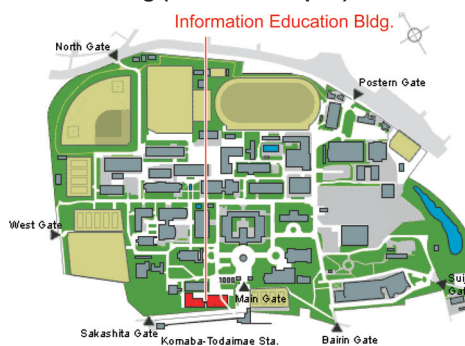 Information Education Bldg.
North Gate
Postern Gate
West Gate
Main Gate
Sakashita Gate
Komaba-Todaimae Sta.
Bairin Gate